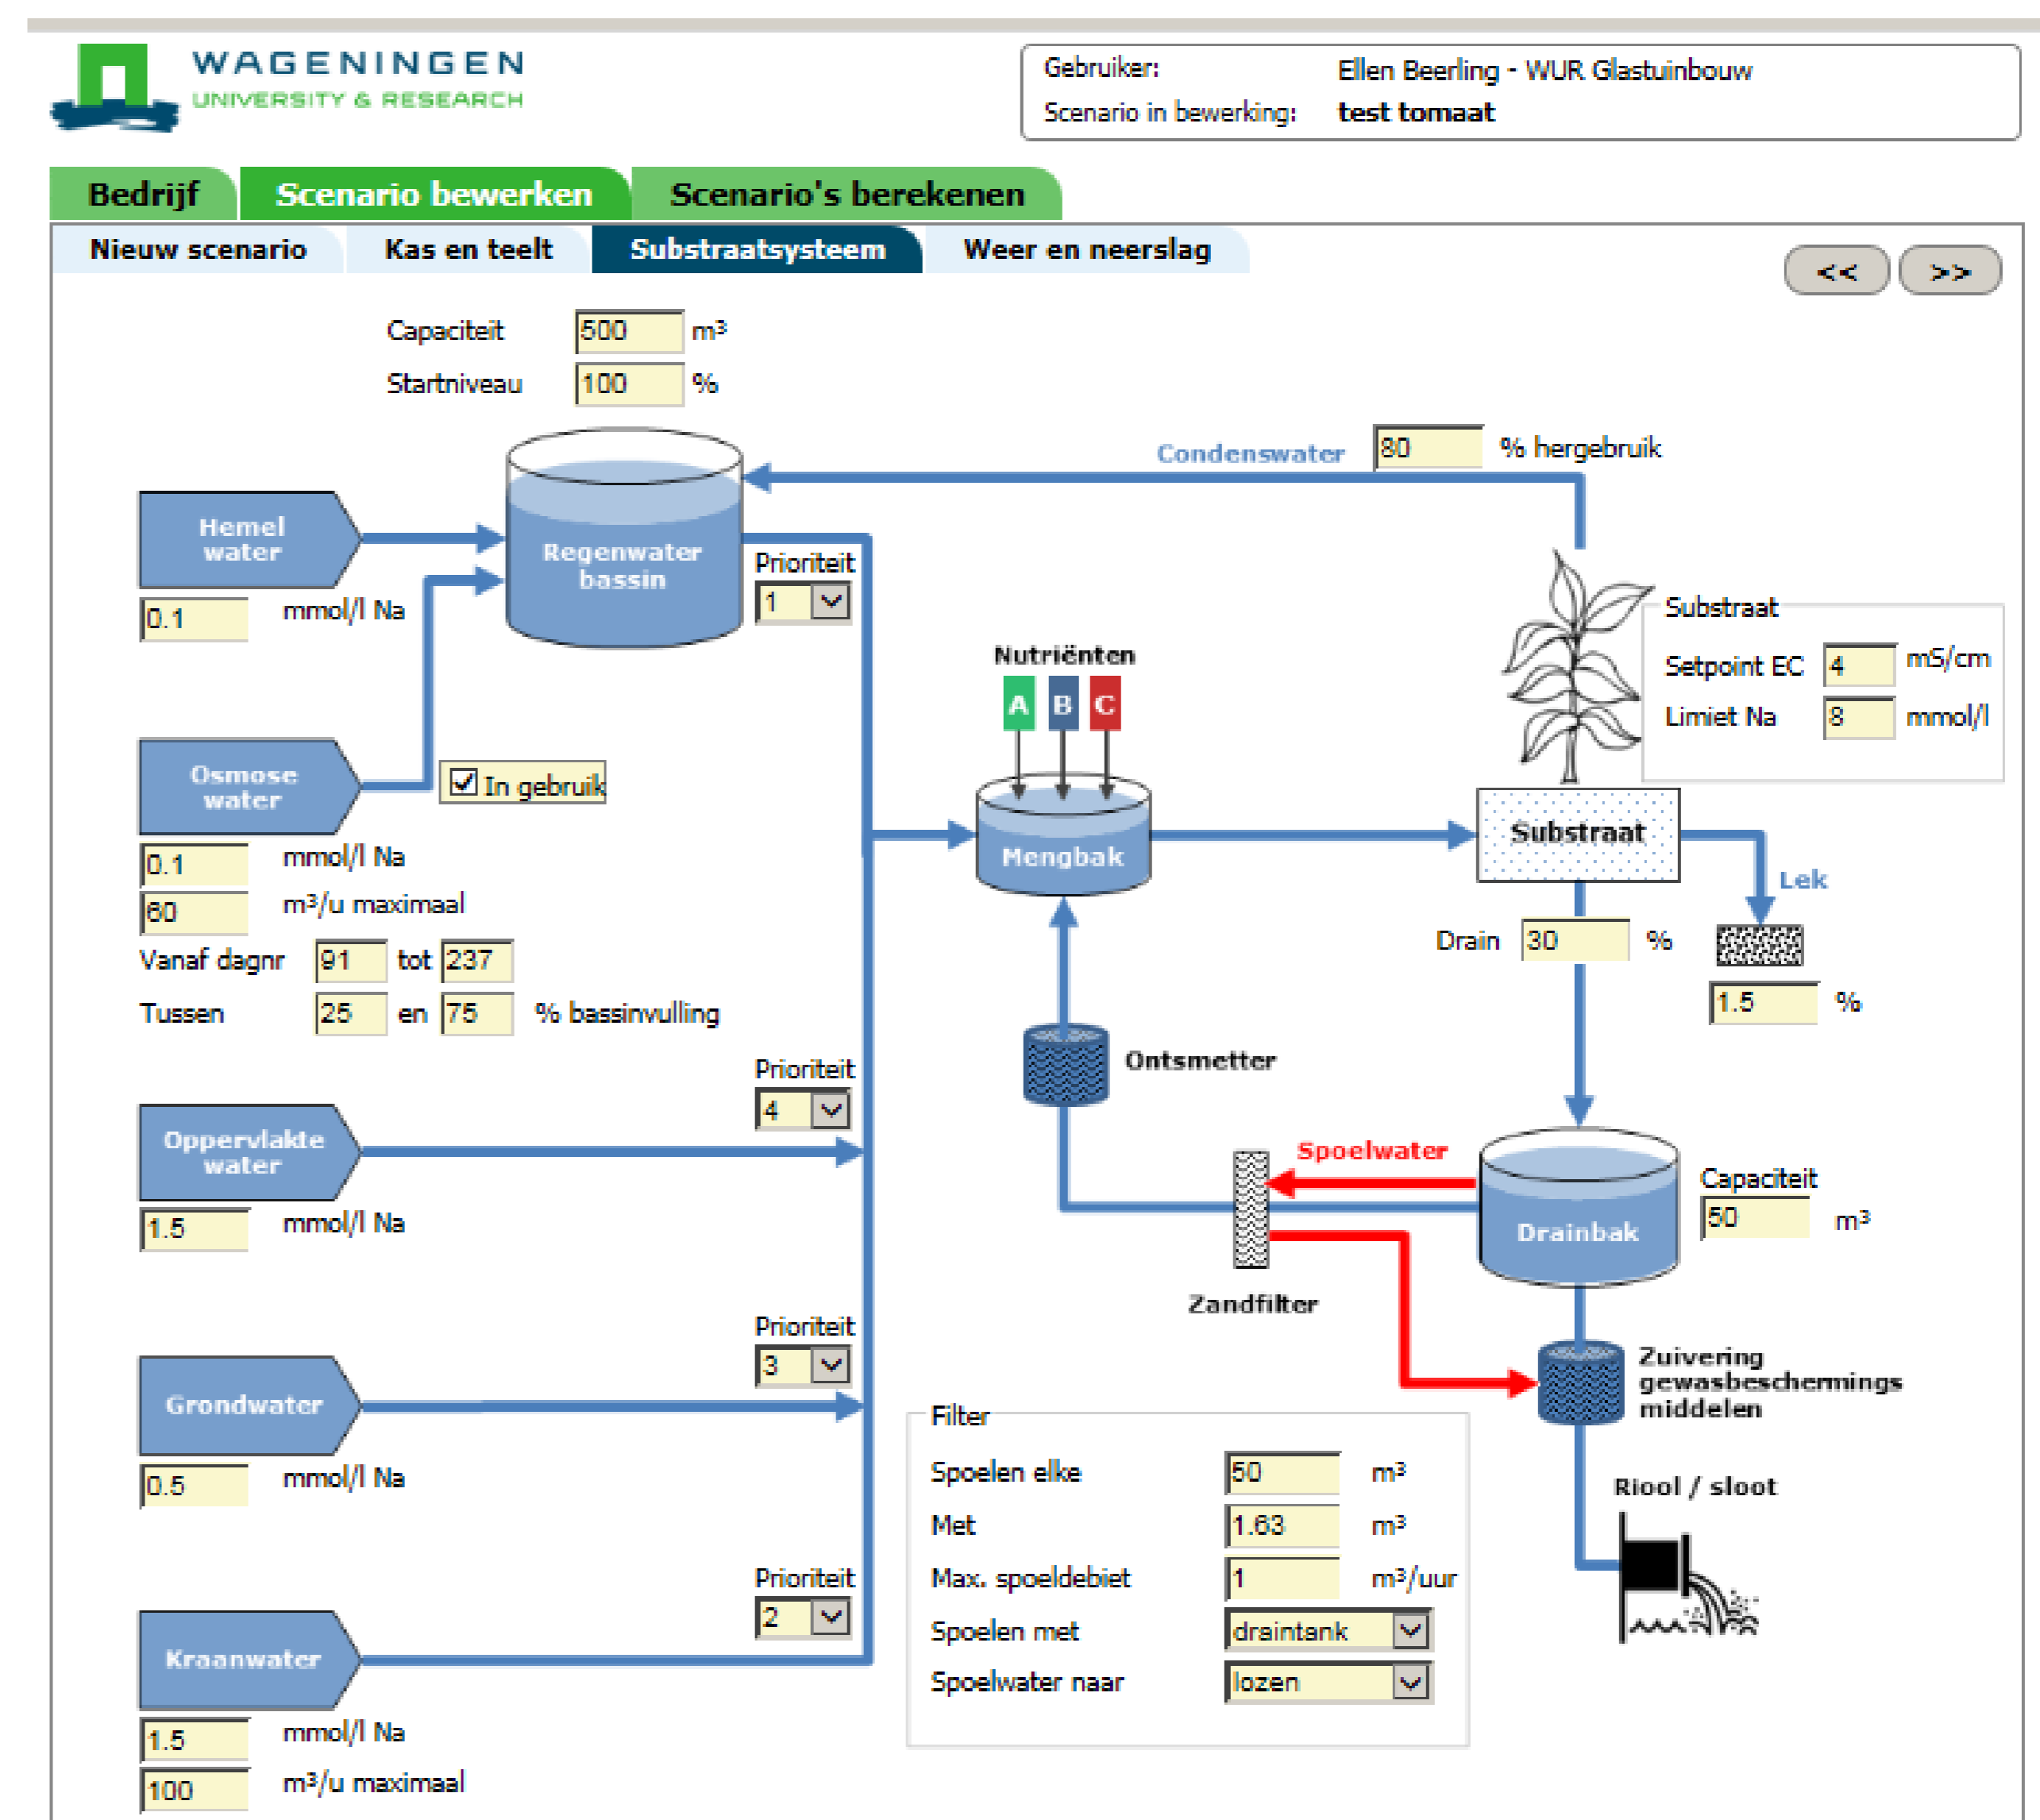 WAGENINGEN
UNIVERSITY & RESEARCH
Gebruiker: Ellen Beerling - WUR Glastuinbouw
Scenario in bewerking: test tomaat
Bedrijf Scenario bewerken Scenario's berekenen
Nieuw scenario Kas en teelt Substraatsysteem Weer en neerslag
<< >>
Capaciteit 500 m³
Startniveau 100 %
Condenswater 80 % hergebruik
Hemel
water
0.1 mmol/l Na
Regenwater
bassin
Prioriteit
1
Nutriënten
A B C
Substraat
Setpoint EC 4 mS/cm
Limiet Na 8 mmol/l
Osmose
water
In gebruik
0.1 mmol/l Na
60 m³/u maximaal
Vanaf dagnr 91 tot 237
Tussen 25 en 75 % bassinvulling
Mengbak
Substraat
Lek
Drain 30 %
1.5 %
Ontsmetter
Prioriteit
4
Oppervlakte
water
1.5 mmol/l Na
Spoelwater
Capaciteit
50 m³
Drainbak
Zandfilter
Prioriteit
3
Grondwater
0.5 mmol/l Na
Zuivering
gewasbeschermings
middelen
Riool / sloot
Filter
Spoelen elke 50 m³
Met 1.63 m³
Max. spoeldebiet 1 m³/uur
Spoelen met draintank
Spoelwater naar lozen
Prioriteit
2
Kraanwater
1.5 mmol/l Na
100 m³/u maximaal